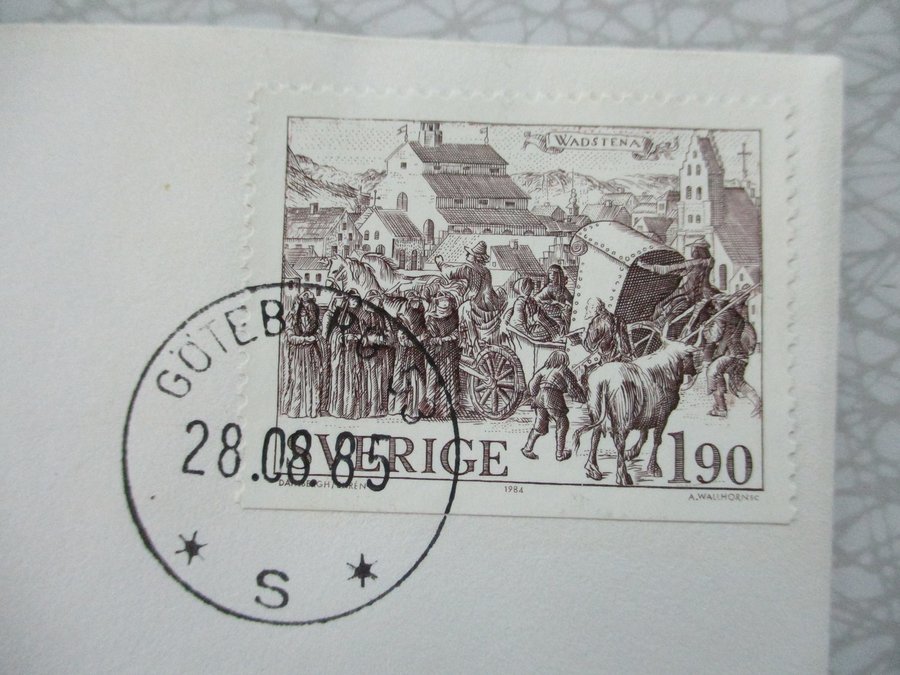 WADSTENA
GÖTEBORG
28.08.85
SVERIGE
1.90
1984
A. WALLHORN SC
S